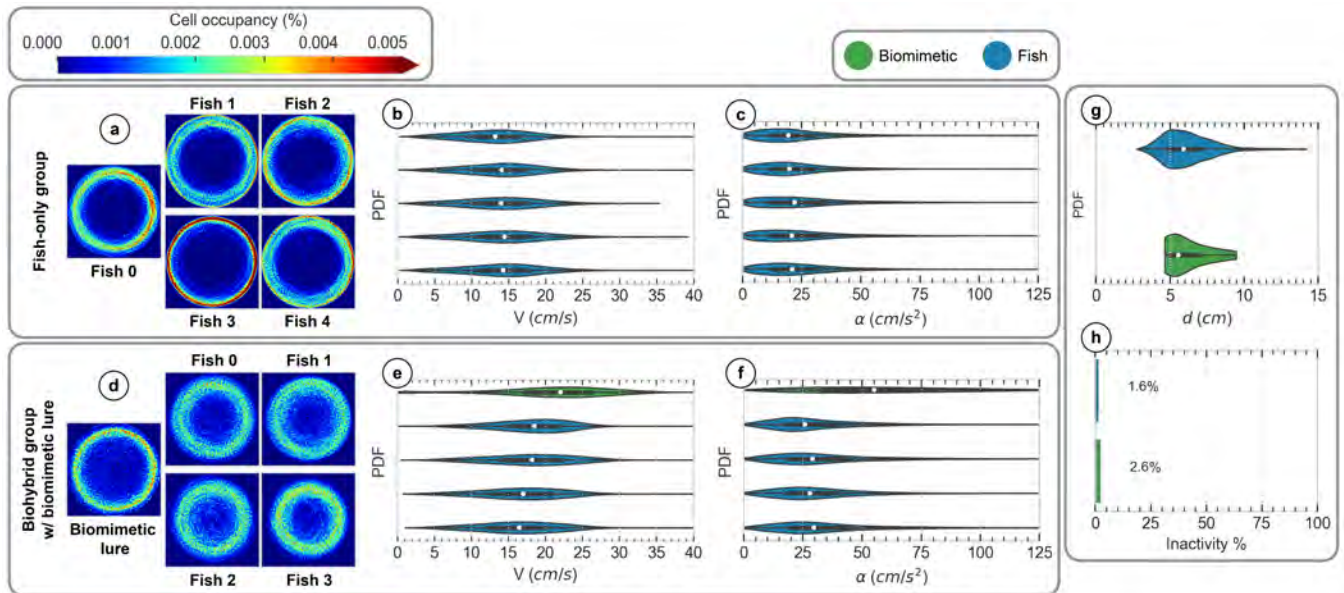 Cell occupancy (%)
0.000 0.001 0.002 0.003 0.004 0.005
Biomimetic Fish
Fish-only group
a
Fish 0
Fish 1 Fish 2
Fish 3 Fish 4
b
PDF
0 5 10 15 20 25 30 35 40
V (cm/s)
c
PDF
0 25 50 75 100 125
α (cm/s²)
Biohybrid group
w/ biomimetic lure
d
Biomimetic
lure
Fish 0 Fish 1
Fish 2 Fish 3
e
PDF
0 5 10 15 20 25 30 35 40
V (cm/s)
f
PDF
0 25 50 75 100 125
α (cm/s²)
g
PDF
0 5 10 15
d (cm)
h
1.6%
2.6%
0 25 50 75 100
Inactivity %